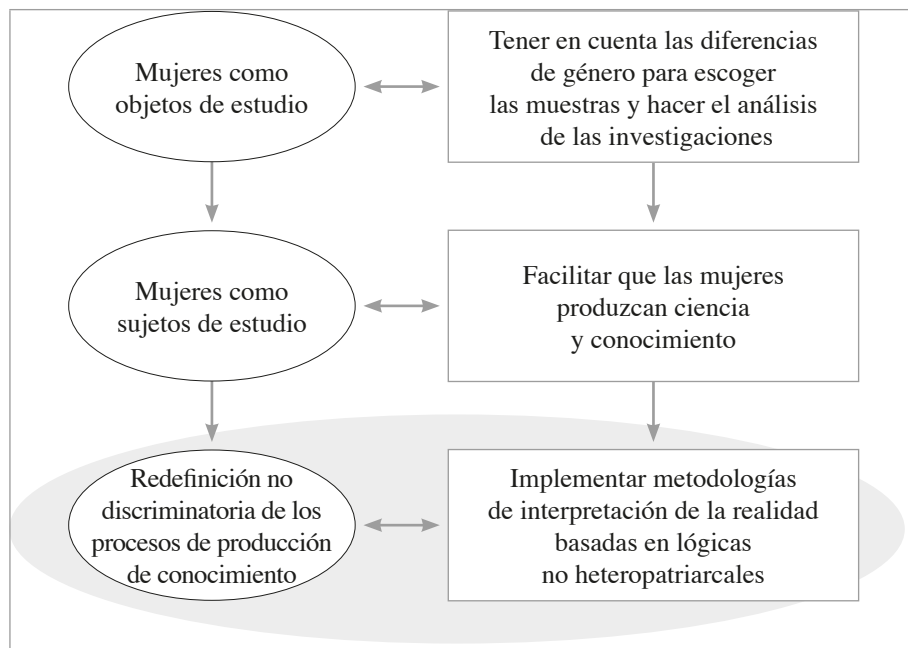 Mujeres como
objetos de estudio
Tener en cuenta las diferencias
de género para escoger
las muestras y hacer el análisis
de las investigaciones
Mujeres como
sujetos de estudio
Facilitar que las mujeres
produzcan ciencia
y conocimiento
Redefinición no
discriminatoria de los
procesos de producción
de conocimiento
Implementar metodologías
de interpretación de la realidad
basadas en lógicas
no heteropatriarcales